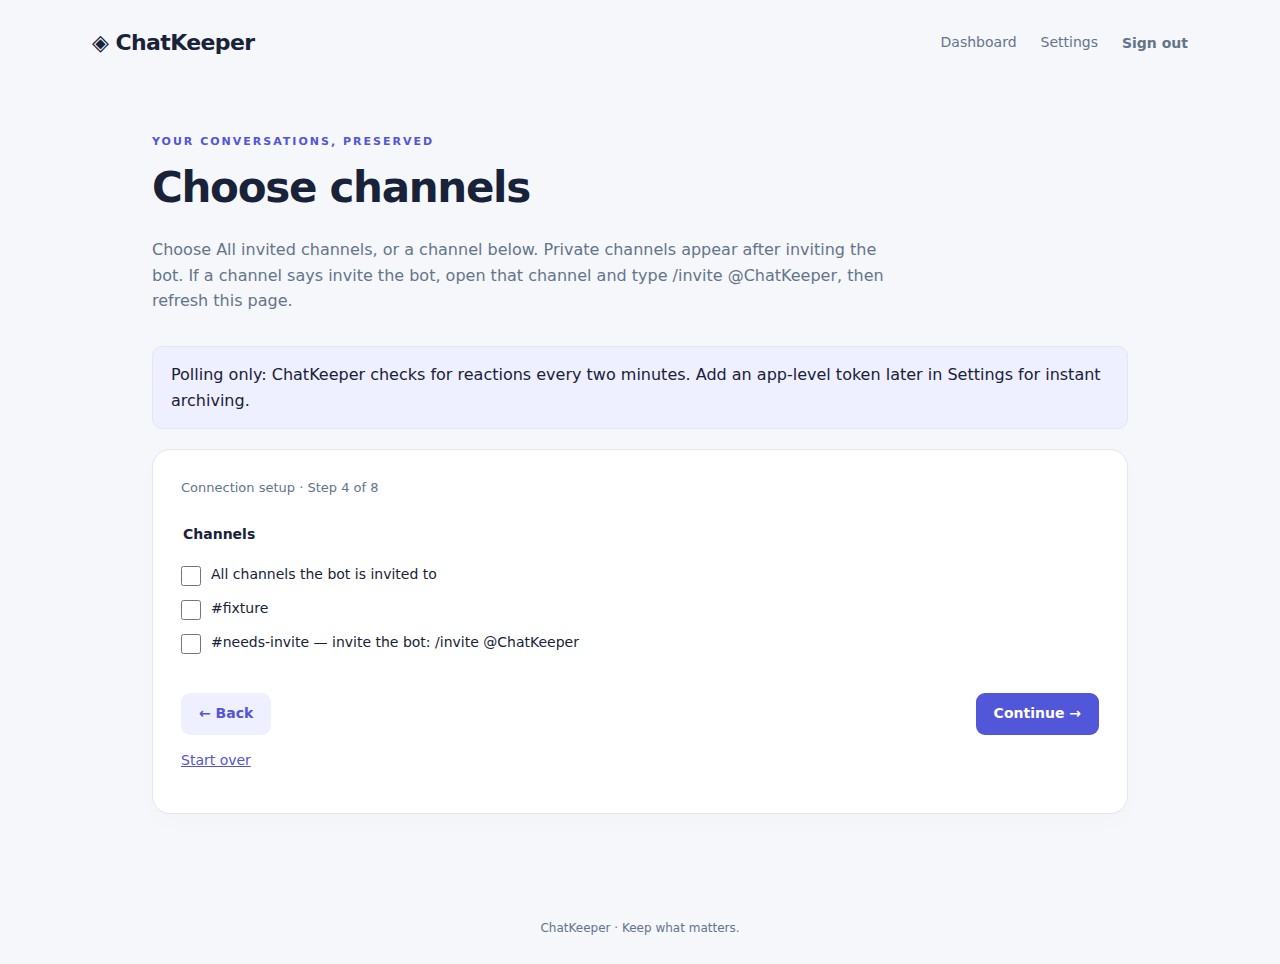 ◈ ChatKeeper
Dashboard Settings Sign out
YOUR CONVERSATIONS, PRESERVED
Choose channels
Choose All invited channels, or a channel below. Private channels appear after inviting the
bot. If a channel says invite the bot, open that channel and type /invite @ChatKeeper, then
refresh this page.
Polling only: ChatKeeper checks for reactions every two minutes. Add an app-level token later in Settings for instant
archiving.
Connection setup · Step 4 of 8
Channels
All channels the bot is invited to
#fixture
#needs-invite — invite the bot: /invite @ChatKeeper
← Back
Continue →
Start over
ChatKeeper · Keep what matters.